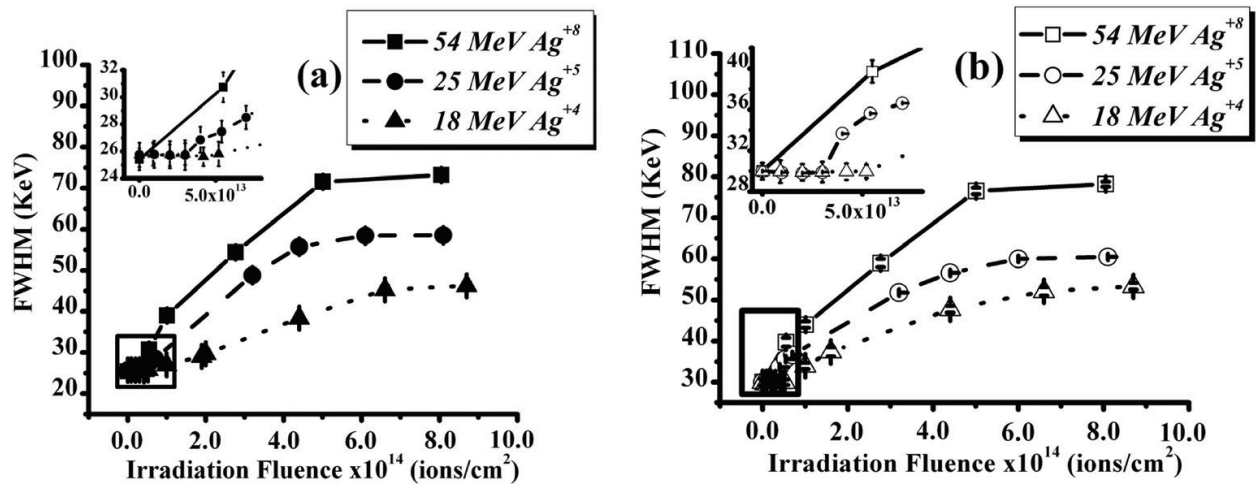 (a)
54 MeV Ag+8
25 MeV Ag+5
18 MeV Ag+4
100
90
80
70
60
50
40
30
20
FWHM (KeV)
32
30
28
26
24
0.0
5.0x10^13
0.0
2.0
4.0
6.0
8.0
10.0
Irradiation Fluence x10^14 (ions/cm^2)
(b)
54 MeV Ag+8
25 MeV Ag+5
18 MeV Ag+4
110
100
90
80
70
60
50
40
30
FWHM (KeV)
40
36
32
28
0.0
5.0x10^13
0.0
2.0
4.0
6.0
8.0
10.0
Irradiation Fluence x10^14 (ions/cm^2)